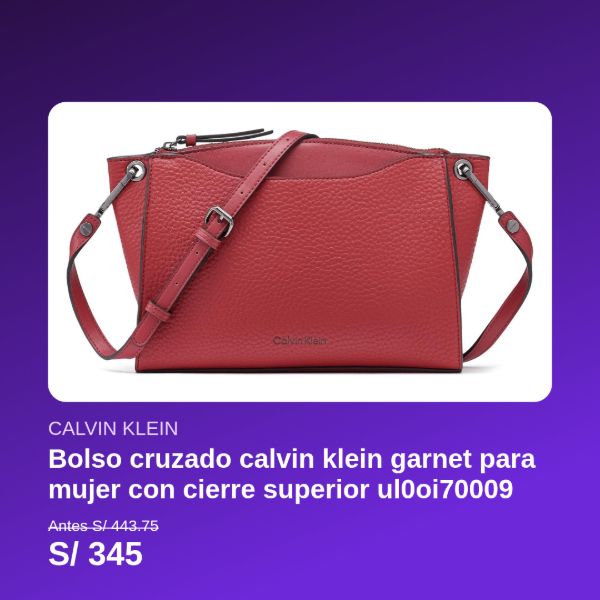 Calvin Klein
CALVIN KLEIN
Bolso cruzado calvin klein garnet para
mujer con cierre superior ul0oi70009
Antes S/ 443.75
S/ 345